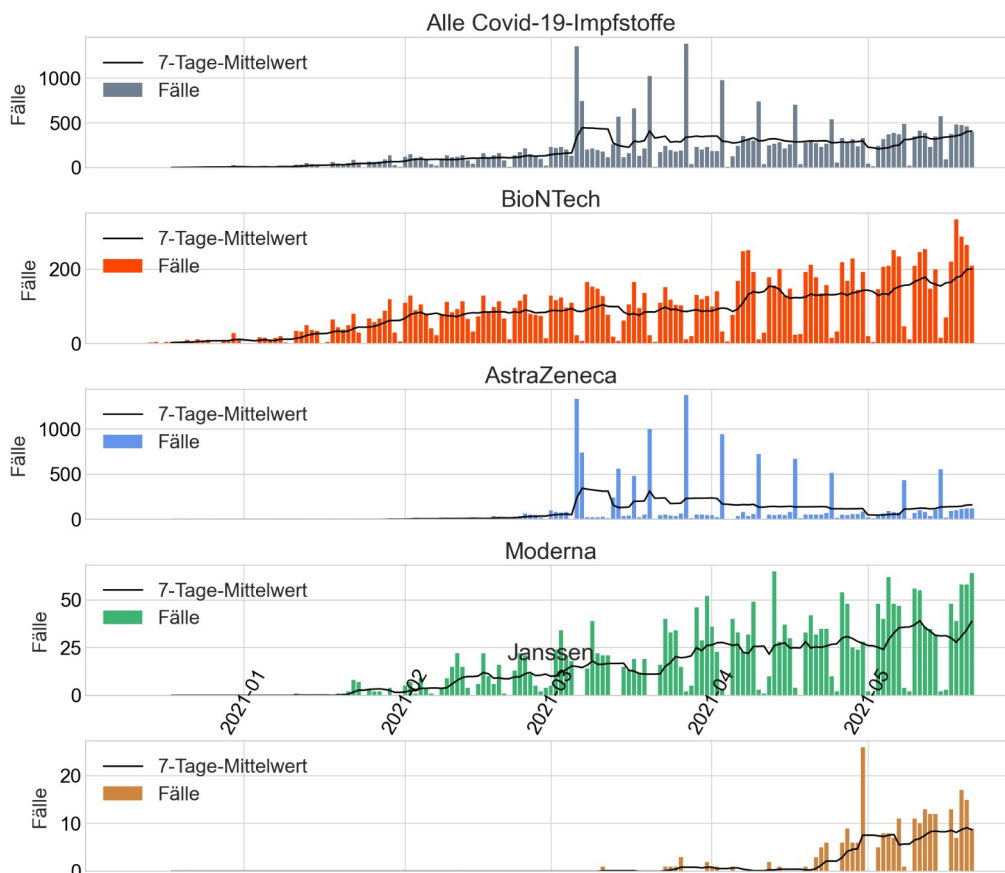 Alle Covid-19-Impfstoffe
Fälle
1000
500
0
7-Tage-Mittelwert
Fälle
BioNTech
Fälle
200
0
7-Tage-Mittelwert
Fälle
AstraZeneca
Fälle
1000
500
0
7-Tage-Mittelwert
Fälle
Moderna
Fälle
50
25
0
7-Tage-Mittelwert
Fälle
Janssen
2021-01
2021-02
2021-03
2021-04
2021-05
Fälle
20
10
0
7-Tage-Mittelwert
Fälle